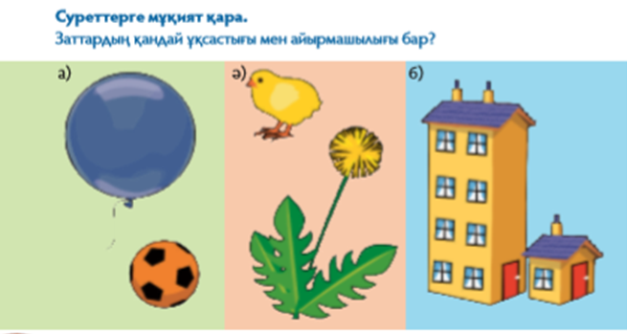 Суреттерге мұқият қара.
Заттардың қандай ұқсастығы мен айырмашылығы бар?
а)
ә)
б)